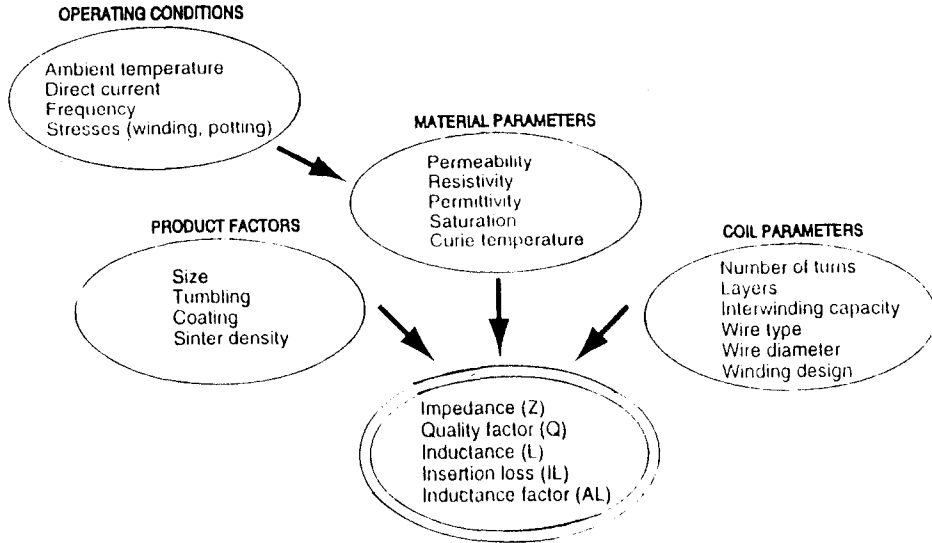 OPERATING CONDITIONS
Ambient temperature
Direct current
Frequency
Stresses (winding, potting)
MATERIAL PARAMETERS
Permeability
Resistivity
Permittivity
Saturation
Curie temperature
PRODUCT FACTORS
Size
Tumbling
Coating
Sinter density
COIL PARAMETERS
Number of turns
Layers
Interwinding capacity
Wire type
Wire diameter
Winding design
Impedance (Z)
Quality factor (Q)
Inductance (L)
Insertion loss (IL)
Inductance factor (AL)